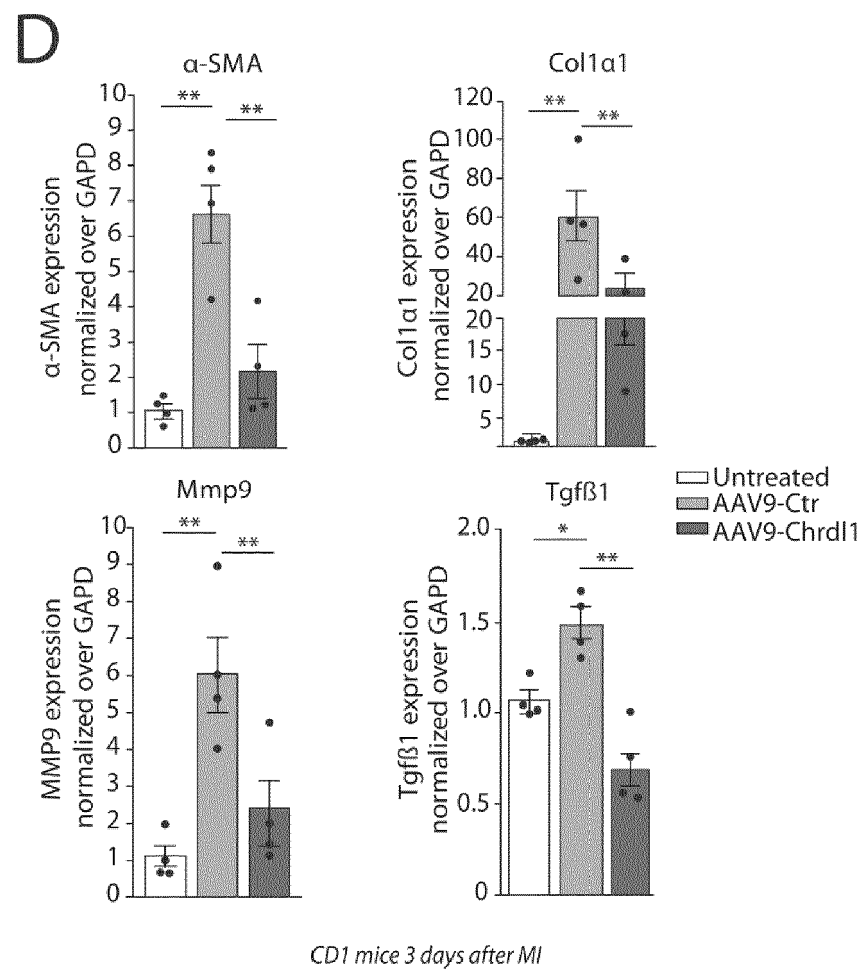 D
α-SMA
**
**
10
9
8
7
6
5
4
3
2
1
0
α-SMA expression
normalized over GAPD
Col1α1
**
**
120
100
80
60
40
20
20
15
10
5
Col1α1 expression
normalized over GAPD
Mmp9
**
**
10
9
8
7
6
5
4
3
2
1
0
MMP9 expression
normalized over GAPD
Tgfß1
*
**
2.0
1.5
1.0
0.5
0
Tgfß1 expression
normalized over GAPD
Untreated
AAV9-Ctr
AAV9-Chrdl1
CD1 mice 3 days after MI